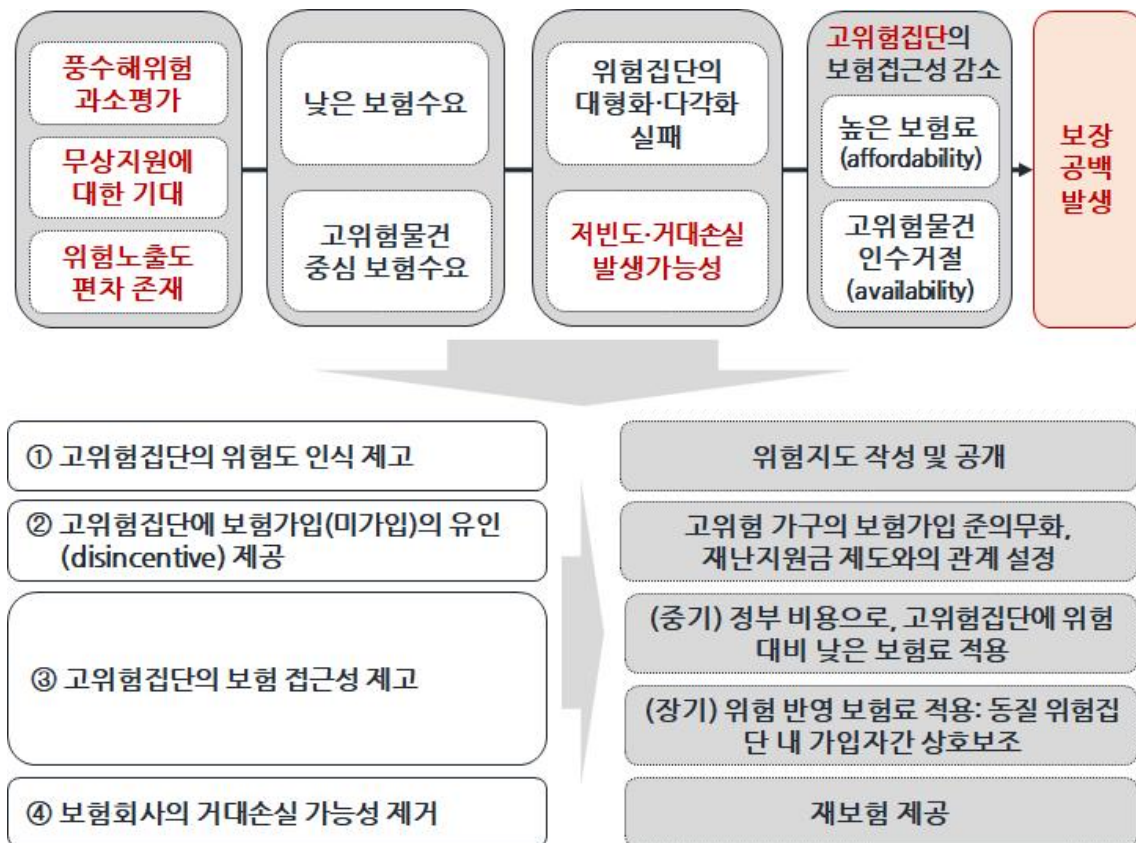 풍수해위험
과소평가
무상지원에
대한 기대
위험노출도
편차 존재
낮은 보험수요
고위험물건
중심 보험수요
위험집단의
대형화·다각화
실패
저빈도·거대손실
발생가능성
고위험집단의
보험접근성 감소
높은 보험료
(affordability)
고위험물건
인수거절
(availability)
보장
공백
발생
① 고위험집단의 위험도 인식 제고
위험지도 작성 및 공개
② 고위험집단에 보험가입(미가입)의 유인
(disincentive) 제공
고위험 가구의 보험가입 준의무화,
재난지원금 제도와의 관계 설정
③ 고위험집단의 보험 접근성 제고
(중기) 정부 비용으로, 고위험집단에 위험
대비 낮은 보험료 적용
(장기) 위험 반영 보험료 적용: 동질 위험집
단 내 가입자간 상호보조
④ 보험회사의 거대손실 가능성 제거
재보험 제공